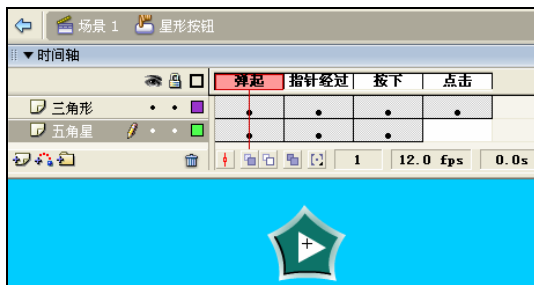 场景 1 星形按钮
▼时间轴
弹起 指针经过 按下 点击
三角形
五角星
1 12.0 fps 0.0s